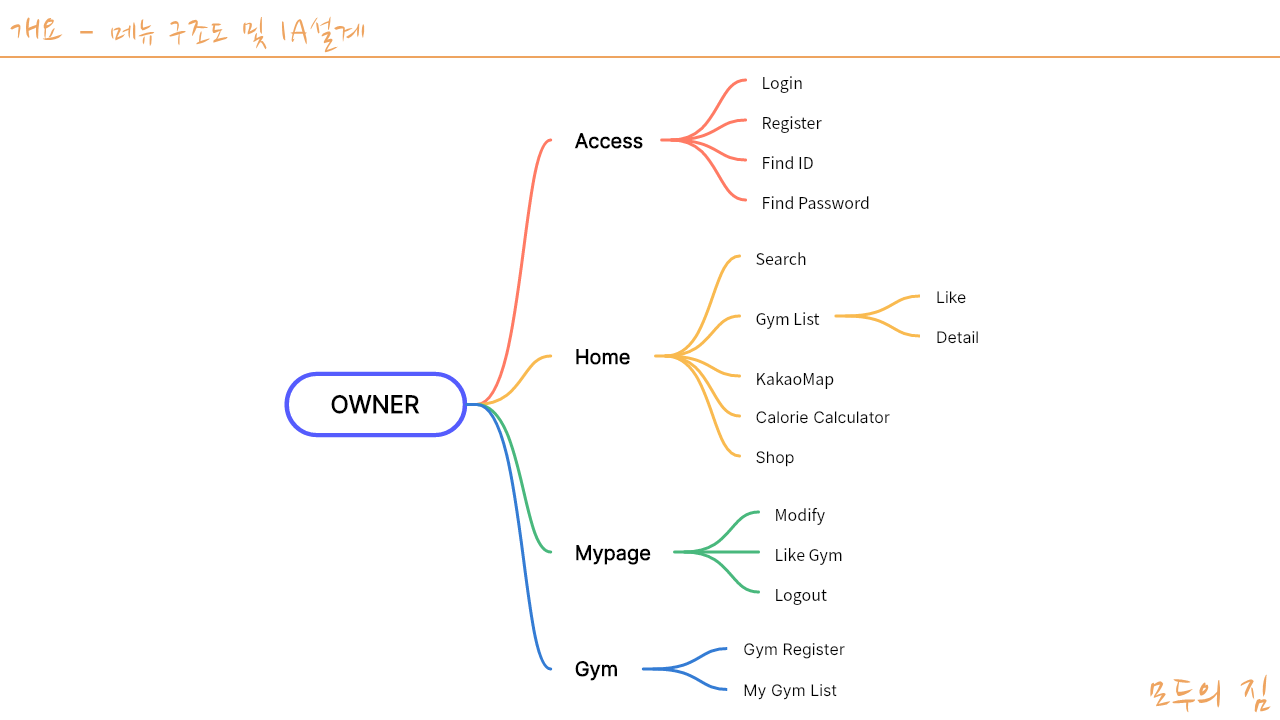 개요 - 메뉴 구조도 및 IA설계
OWNER
Access
Login
Register
Find ID
Find Password
Home
Search
Gym List
Like
Detail
KakaoMap
Calorie Calculator
Shop
Mypage
Modify
Like Gym
Logout
Gym
Gym Register
My Gym List
모두의 짐